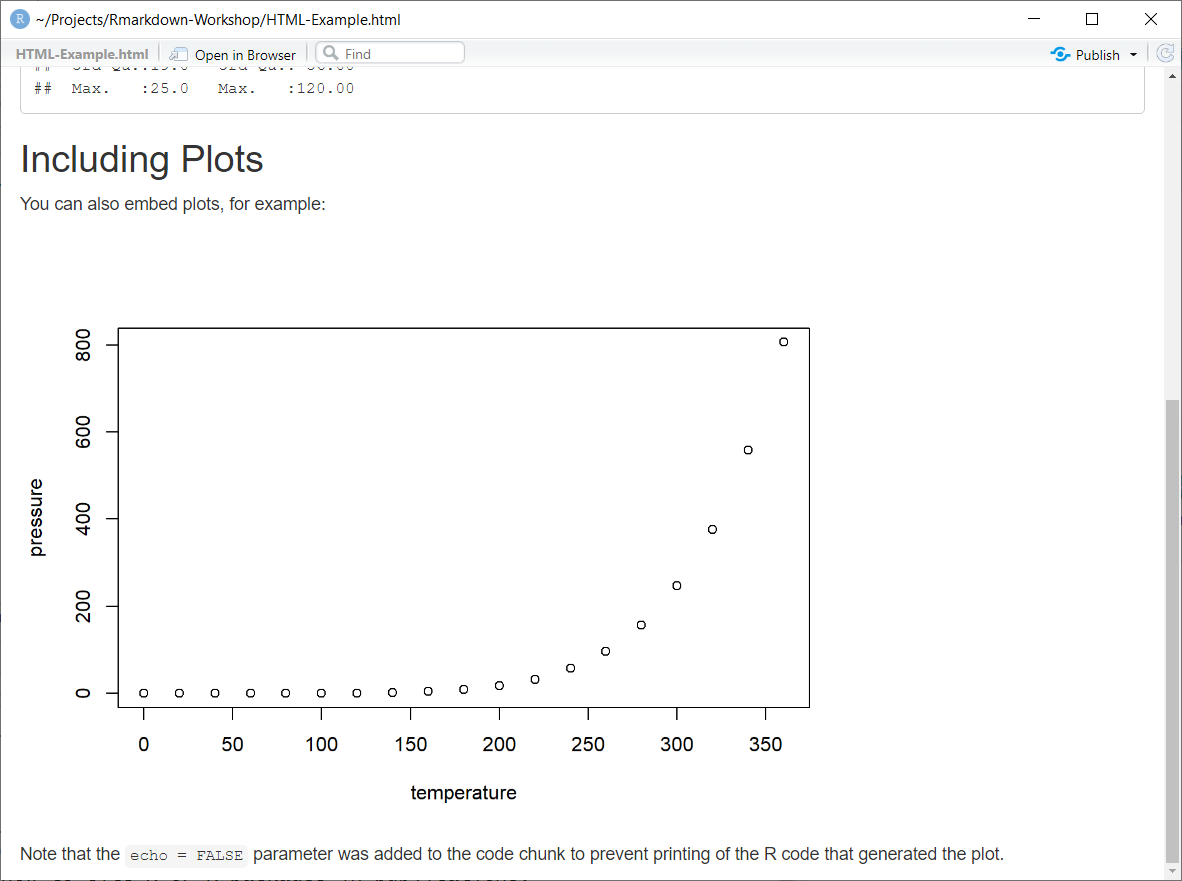 R ~/Projects/Rmarkdown-Workshop/HTML-Example.html
HTML-Example.html Open in Browser Find Publish
## Max. :25.0 Max. :120.00
Including Plots
You can also embed plots, for example:
800
600
400
200
0
pressure
0 50 100 150 200 250 300 350
temperature
Note that the echo = FALSE parameter was added to the code chunk to prevent printing of the R code that generated the plot.